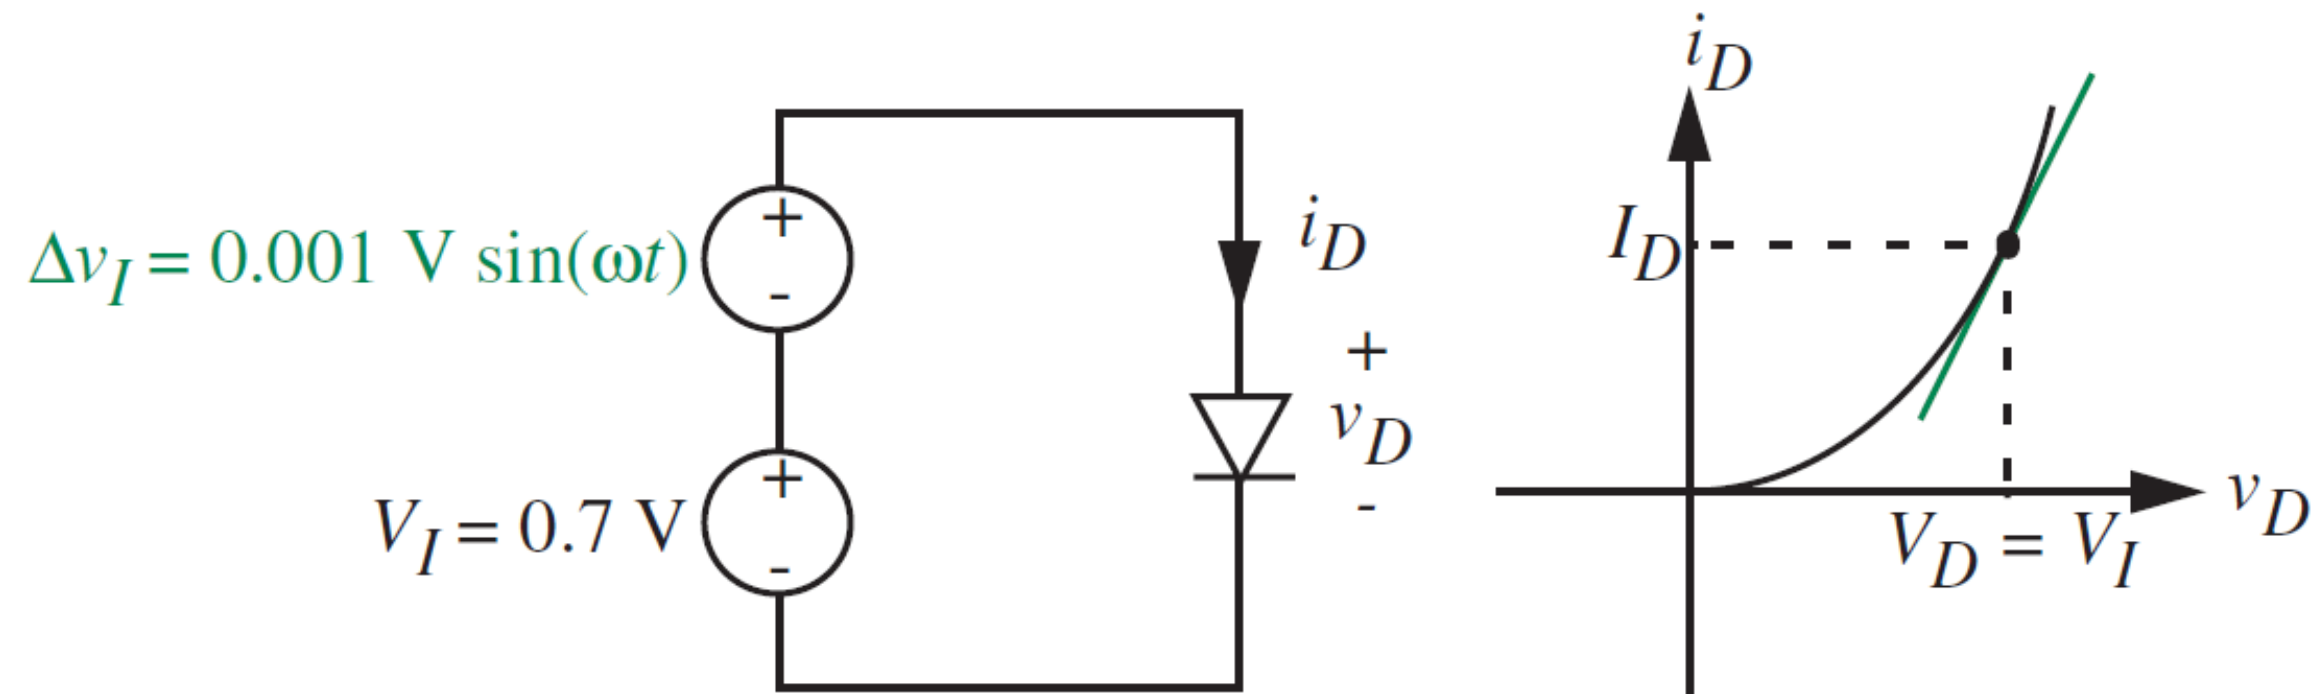 Δv_I = 0.001 V sin(ωt)
+
-
V_I = 0.7 V
+
-
i_D
+
v_D
-
i_D
I_D
v_D
V_D = V_I